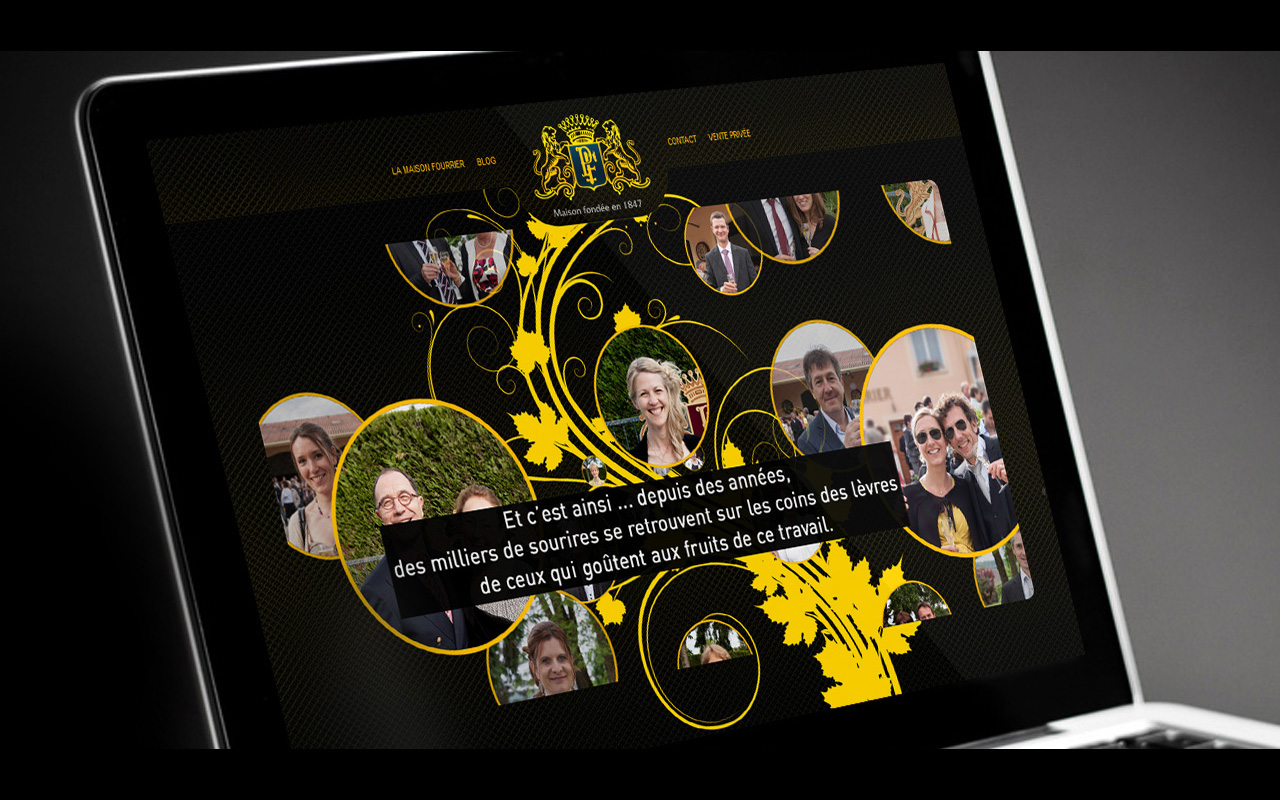 LA MAISON FOURRIER
BLOG
PF
Maison fondée en 1847
CONTACT
VENTE PRIVÉE
Et c'est ainsi ... depuis des années,
des milliers de sourires se retrouvent sur les coins des lèvres
de ceux qui goûtent aux fruits de ce travail.